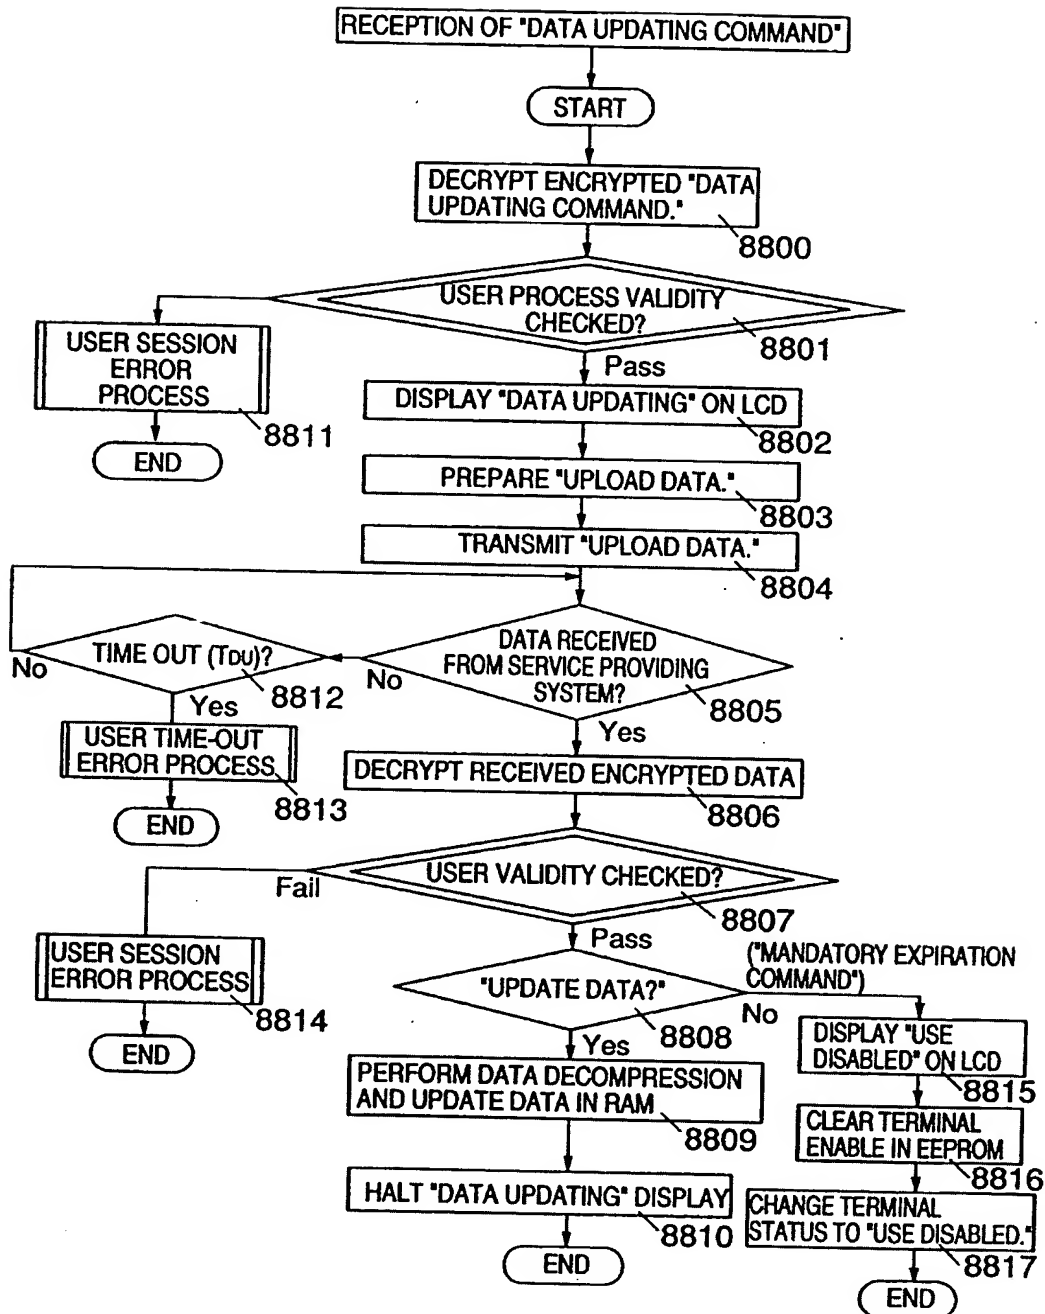 RECEPTION OF "DATA UPDATING COMMAND"
START
DECRYPT ENCRYPTED "DATA
UPDATING COMMAND."
8800
USER PROCESS VALIDITY
CHECKED?
8801
Pass
USER SESSION
ERROR
PROCESS
8811
END
DISPLAY "DATA UPDATING" ON LCD
8802
PREPARE "UPLOAD DATA."
8803
TRANSMIT "UPLOAD DATA."
8804
DATA RECEIVED
FROM SERVICE PROVIDING
SYSTEM?
8805
No
TIME OUT (TDU)?
8812
No
Yes
USER TIME-OUT
ERROR PROCESS
8813
END
Yes
DECRYPT RECEIVED ENCRYPTED DATA
8806
USER VALIDITY CHECKED?
8807
Fail
USER SESSION
ERROR PROCESS
8814
END
Pass
"UPDATE DATA?"
8808
("MANDATORY EXPIRATION
COMMAND")
No
Yes
PERFORM DATA DECOMPRESSION
AND UPDATE DATA IN RAM
8809
HALT "DATA UPDATING" DISPLAY
8810
END
DISPLAY "USE
DISABLED" ON LCD
8815
CLEAR TERMINAL
ENABLE IN EEPROM
8816
CHANGE TERMINAL
STATUS TO "USE DISABLED."
8817
END